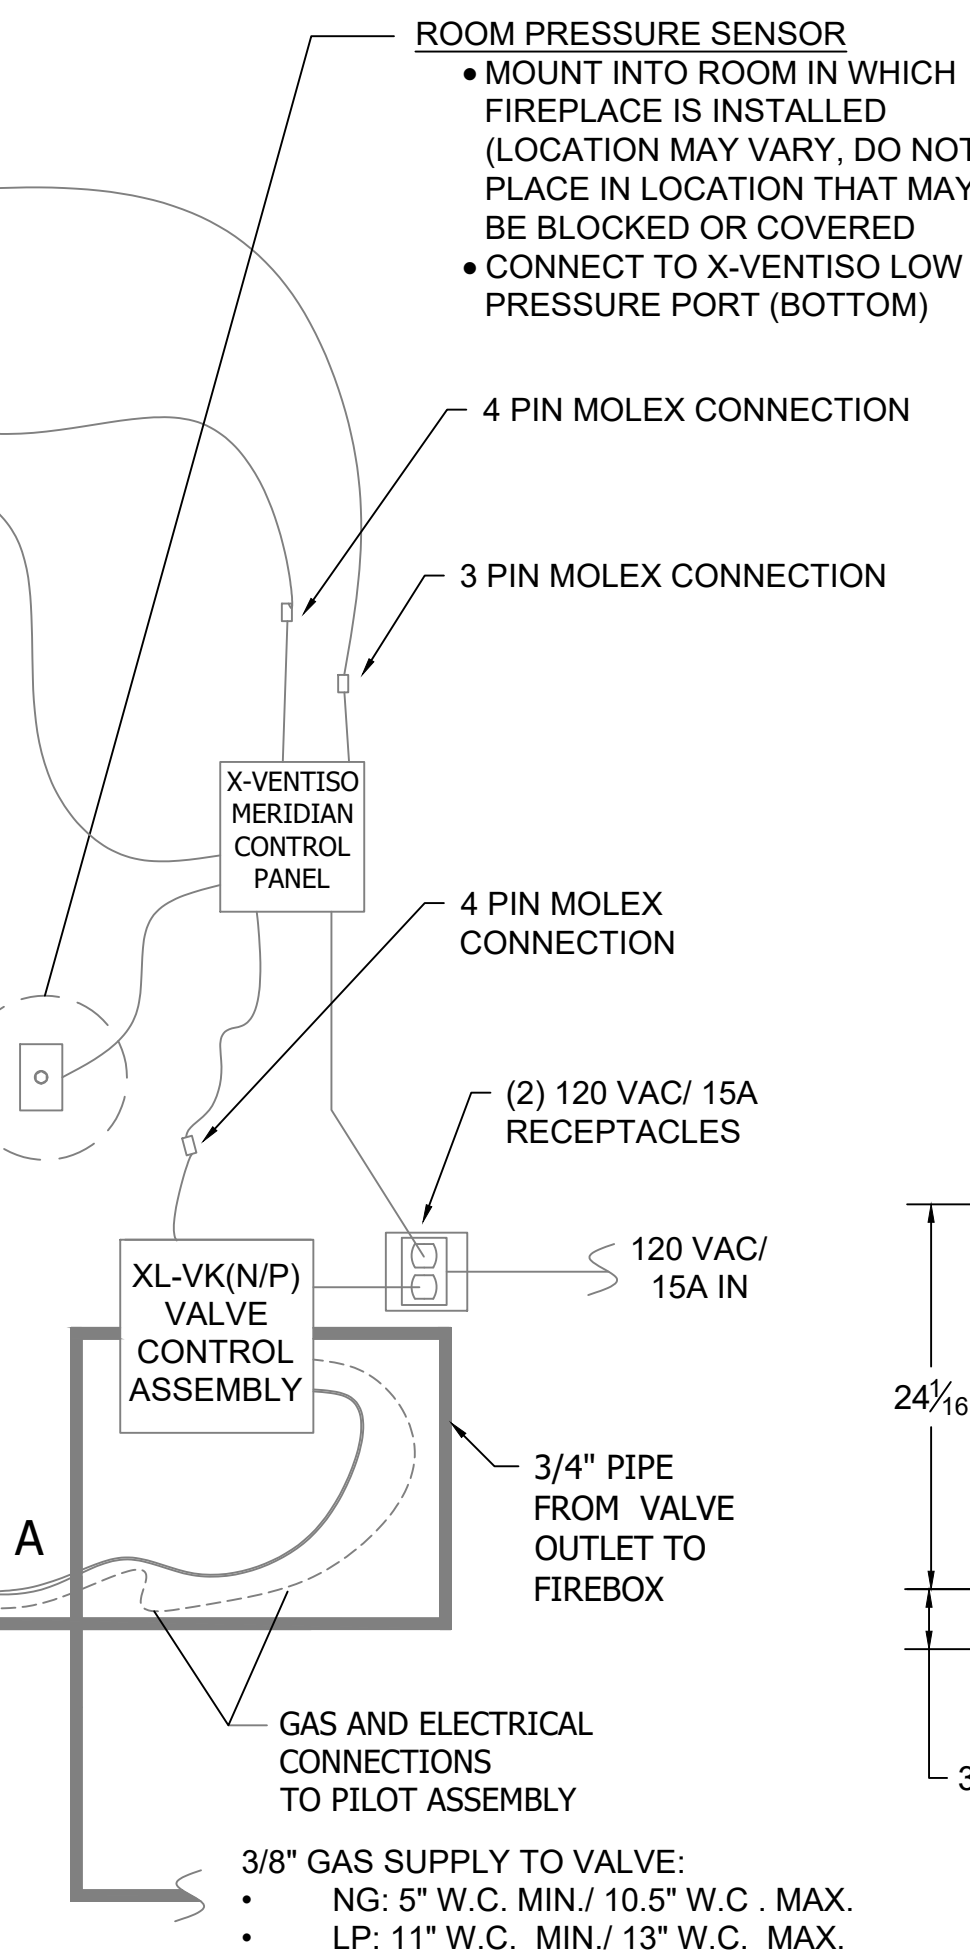 ROOM PRESSURE SENSOR
• MOUNT INTO ROOM IN WHICH
FIREPLACE IS INSTALLED
(LOCATION MAY VARY, DO NOT
PLACE IN LOCATION THAT MAY
BE BLOCKED OR COVERED
• CONNECT TO X-VENTISO LOW
PRESSURE PORT (BOTTOM)
4 PIN MOLEX CONNECTION
3 PIN MOLEX CONNECTION
X-VENTISO
MERIDIAN
CONTROL
PANEL
4 PIN MOLEX
CONNECTION
(2) 120 VAC/ 15A
RECEPTACLES
120 VAC/
15A IN
XL-VK(N/P)
VALVE
CONTROL
ASSEMBLY
24 1/16
3/4" PIPE
FROM VALVE
OUTLET TO
FIREBOX
A
GAS AND ELECTRICAL
CONNECTIONS
TO PILOT ASSEMBLY
3/8" GAS SUPPLY TO VALVE:
• NG: 5" W.C. MIN./ 10.5" W.C . MAX.
• LP: 11" W.C. MIN./ 13" W.C. MAX.